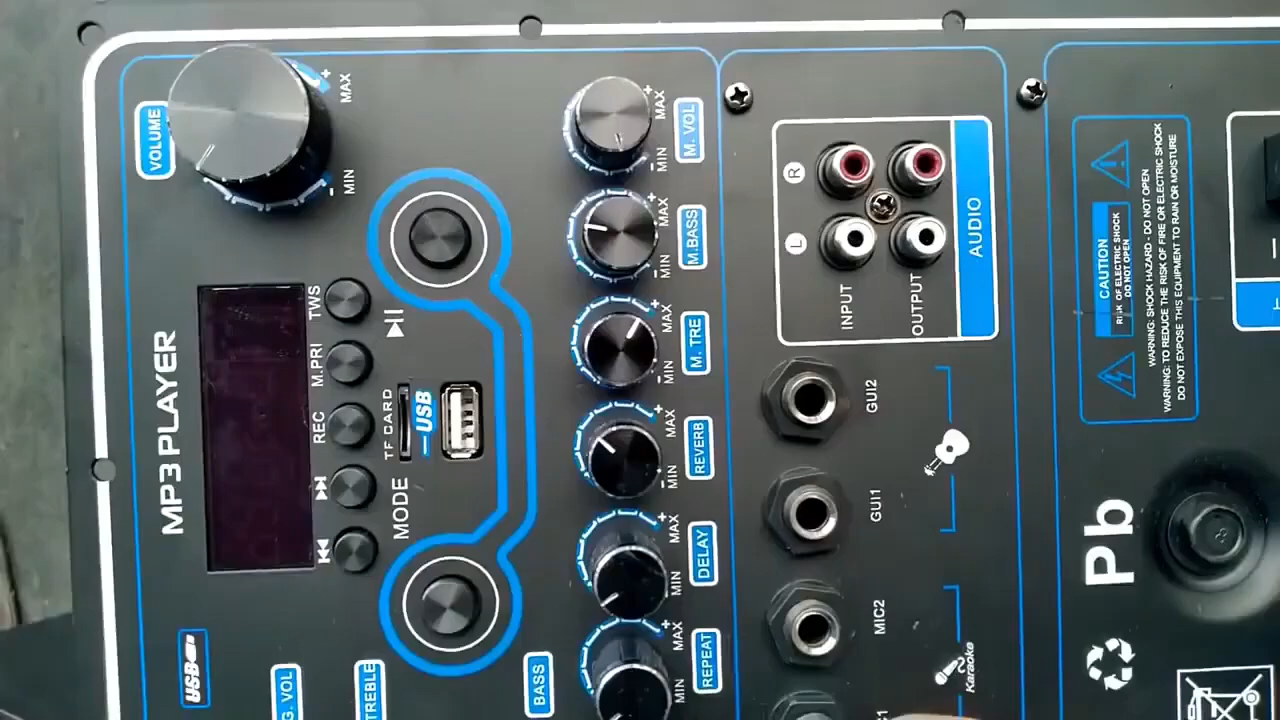 VOLUME
MAX
MIN
MP3 PLAYER
TWS
M.PRI
REC
TF CARD
USB
MODE
USB
G. VOL
TREBLE
BASS
MAX
MIN
M. VOL
MAX
MIN
M.BASS
MAX
MIN
M. TRE
MAX
MIN
REVERB
MAX
MIN
DELAY
MAX
MIN
REPEAT
R
L
INPUT
OUTPUT
AUDIO
GUI2
GUI1
MIC2
Karaoke
CAUTION
RISK OF ELECTRIC SHOCK
DO NOT OPEN
WARNING: SHOCK HAZARD - DO NOT OPEN
WARNING: TO REDUCE THE RISK OF FIRE OR ELECTRIC SHOCK
DO NOT EXPOSE THIS EQUIPMENT TO RAIN OR MOISTURE
Pb